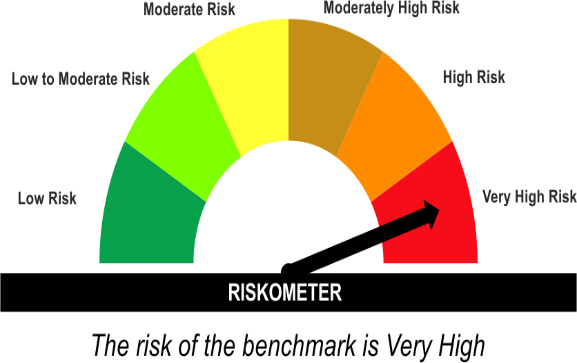 Moderate Risk
Moderately High Risk
Low to Moderate Risk
High Risk
Low Risk
Very High Risk
RISKOMETER
The risk of the benchmark is Very High